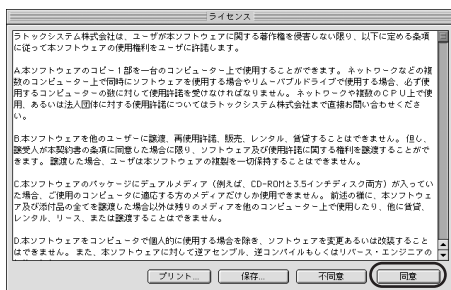 ライセンス
ラトックシステム株式会社は、ユーザが本ソフトウェアに関する著作権を侵害しない限り、以下に定める条項
に従って本ソフトウェアの使用権利をユーザに許諾します。
A.本ソフトウェアのコピー１部を一台のコンピューター上で使用することができます。ネットワークなどの複
数のコンピューター上で同時にソフトウェアを使用する場合やリムーバブルドライブで使用する場合、必ず使
用するコンピューターの数に対して使用許諾を受けなければなりません。ネットワークや複数のＣＰＵ上で使
用、あるいは法人団体に対する使用許諾についてはラトックシステム株式会社まで直接お問い合わせくださ
い。
B.本ソフトウェアを他のユーザーに譲渡、再使用許諾、販売、レンタル、賃貸することはできません。但し、
譲受人が本契約書の条項に同意した場合に限り、ソフトウェア及び使用許諾に関する権利を譲渡することがで
きます。譲渡した場合、ユーザは本ソフトウェアの複製を一切保持することはできません。
C.本ソフトウェアのパッケージにデュアルメディア（例えば、CD-ROMと3.5インチディスク両方）が入ってい
た場合、ご使用のコンピュータに適応する方のメディアだけしか使用できません。前述の様に、本ソフトウェ
ア及び添付品の全てを譲渡した場合以外は残りのメディアを他のコンピューター上で使用したり、他に賃貸、
レンタル、リース、または譲渡することはできません。
D.本ソフトウェアをコンピュータで個人的に使用する場合を除き、ソフトウェアを変更あるいは改装すること
はできません。また、本ソフトウェアに対して逆アセンブル、逆コンパイルもしくはリバース・エンジニアの
プリント... 保存... 不同意 同意